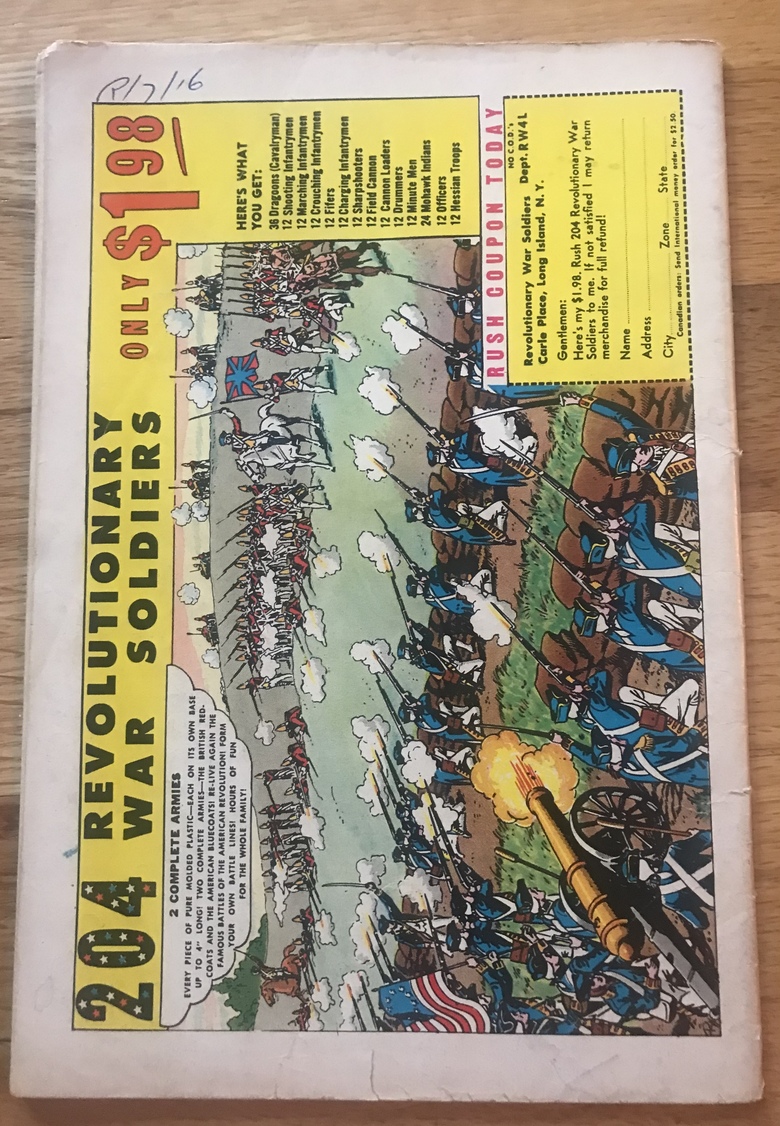 204 REVOLUTIONARY
WAR SOLDIERS
ONLY $1.98
2 COMPLETE ARMIES
EVERY PIECE OF PURE MOLDED PLASTIC—EACH ON ITS OWN BASE
UP TO 4" LONG! TWO COMPLETE ARMIES—THE BRITISH RED-
COATS AND THE AMERICAN BLUECOATS! RE-LIVE AGAIN THE
FAMOUS BATTLES OF THE AMERICAN REVOLUTION! FORM
YOUR OWN BATTLE LINES! HOURS OF FUN
FOR THE WHOLE FAMILY!
HERE'S WHAT
YOU GET:
36 Dragoons (Cavalryman)
12 Shooting Infantrymen
12 Marching Infantrymen
12 Crouching Infantrymen
12 Fifers
12 Charging Infantrymen
12 Sharpshooters
12 Field Cannon
12 Cannon Loaders
12 Drummers
12 Minute Men
24 Mohawk Indians
12 Officers
12 Hessian Troops
RUSH COUPON TODAY
NO C.O.D.'s
Revolutionary War Soldiers Dept. RW4L
Carle Place, Long Island, N. Y.
Gentlemen:
Here's my $1.98. Rush 204 Revolutionary War
Soldiers to me. If not satisfied I may return
merchandise for full refund!
Name
Address
City Zone State
Canadian orders: Send International money order for $2.50